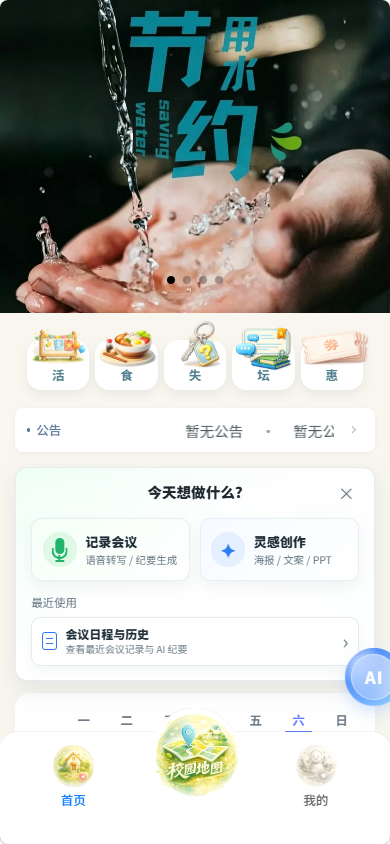 节约
用水
saving
water
活
食
失
坛
惠
券
公告
暂无公告
暂无公
今天想做什么？
记录会议
语音转写 / 纪要生成
灵感创作
海报 / 文案 / PPT
最近使用
会议日程与历史
查看最近会议记录与 AI 纪要
AI
一 二 五 六 日
校园地图
首页
我的